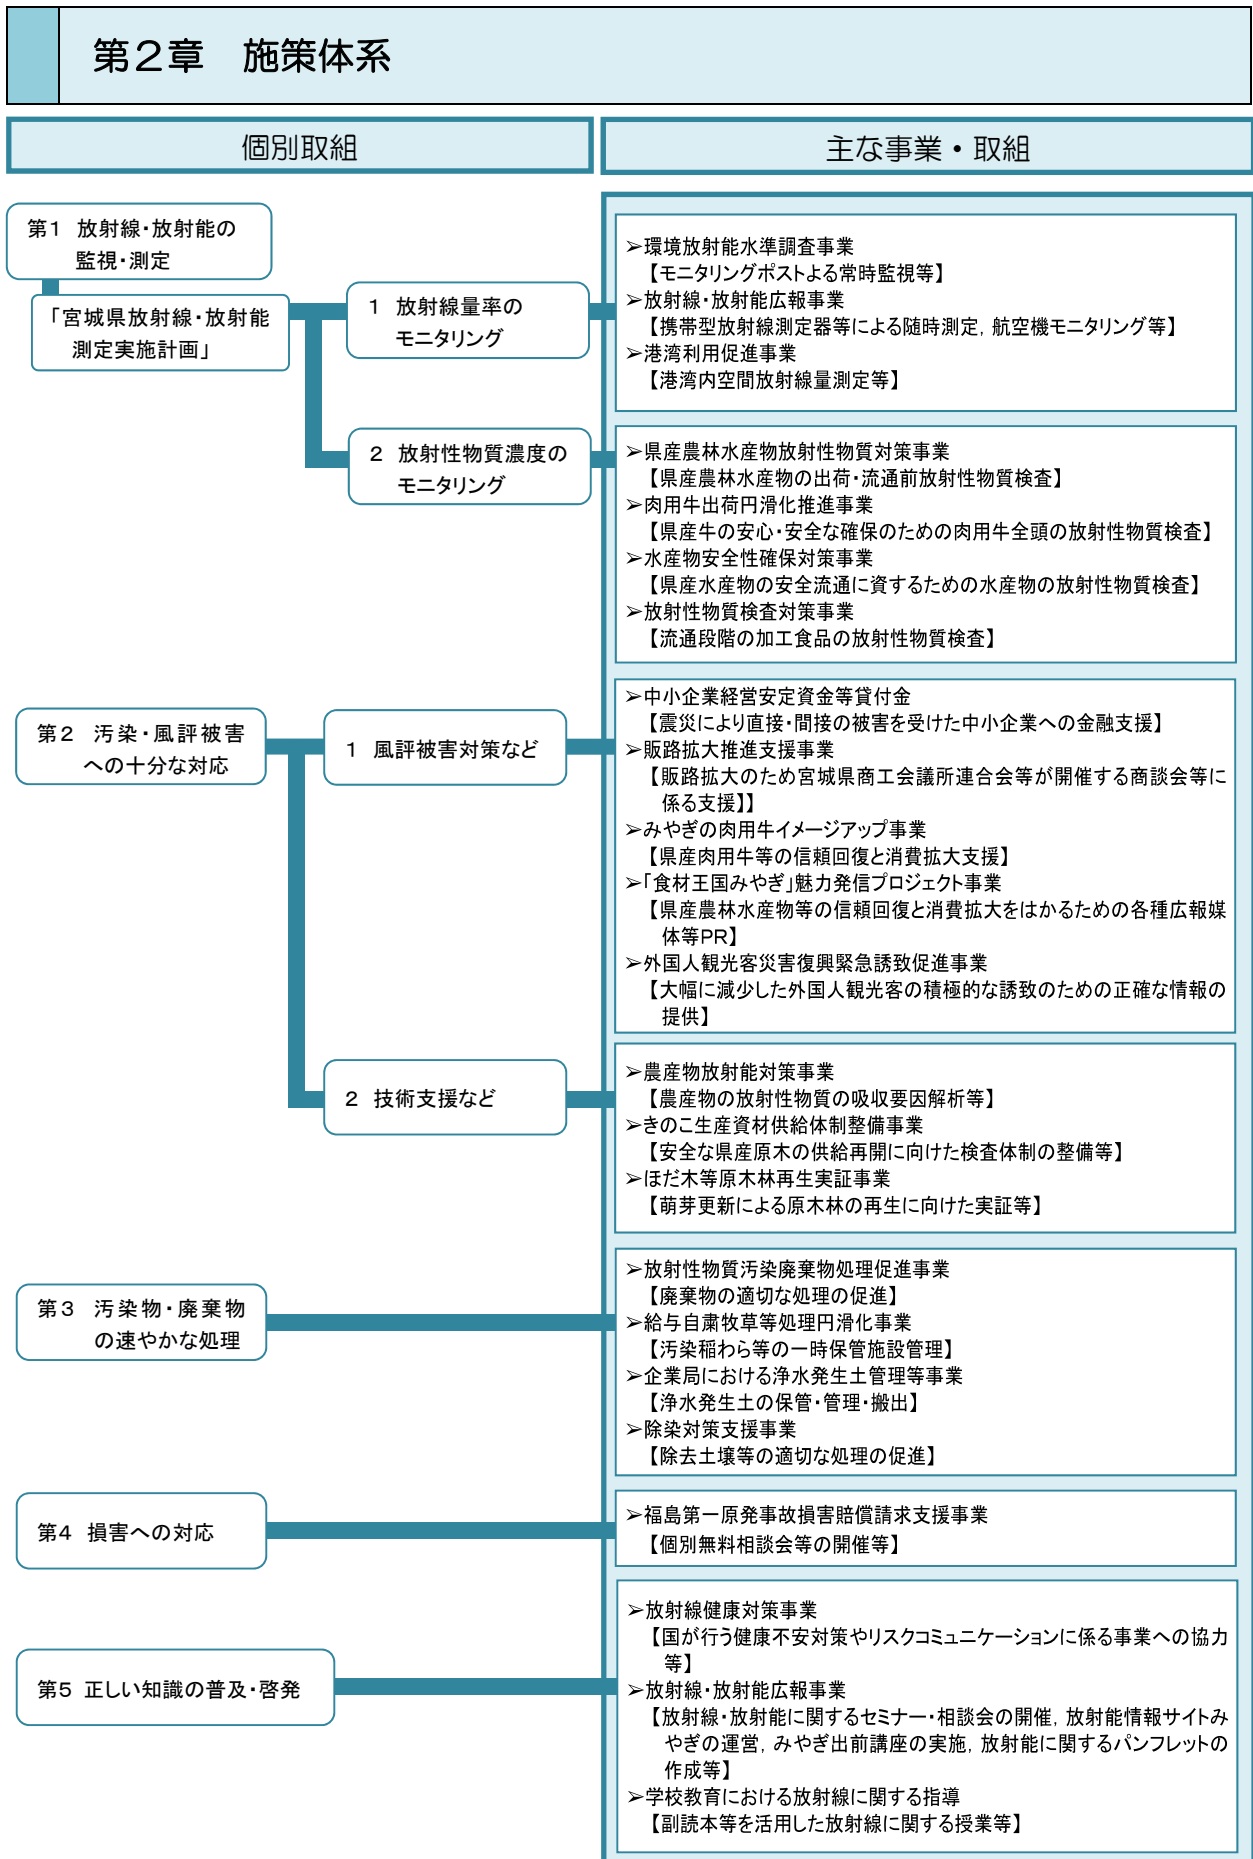 第２章　施策体系
個別取組
主な事業・取組
第１　放射線・放射能の
監視・測定
「宮城県放射線・放射能
測定実施計画」
１　放射線量率の
モニタリング
➢環境放射能水準調査事業
【モニタリングポストよる常時監視等】
➢放射線・放射能広報事業
【携帯型放射線測定器等による随時測定，航空機モニタリング等】
➢港湾利用促進事業
【港湾内空間放射線量測定等】
２　放射性物質濃度の
モニタリング
➢県産農林水産物放射性物質対策事業
【県産農林水産物の出荷・流通前放射性物質検査】
➢肉用牛出荷円滑化推進事業
【県産牛の安心・安全な確保のための肉用牛全頭の放射性物質検査】
➢水産物安全性確保対策事業
【県産水産物の安全流通に資するための水産物の放射性物質検査】
➢放射性物質検査対策事業
【流通段階の加工食品の放射性物質検査】
第２　汚染・風評被害
への十分な対応
１　風評被害対策など
➢中小企業経営安定資金等貸付金
【震災により直接・間接の被害を受けた中小企業への金融支援】
➢販路拡大推進支援事業
【販路拡大のため宮城県商工会議所連合会等が開催する商談会等に
係る支援】】
➢みやぎの肉用牛イメージアップ事業
【県産肉用牛等の信頼回復と消費拡大支援】
➢「食材王国みやぎ」魅力発信プロジェクト事業
【県産農林水産物等の信頼回復と消費拡大をはかるための各種広報媒
体等PR】
➢外国人観光客災害復興緊急誘致促進事業
【大幅に減少した外国人観光客の積極的な誘致のための正確な情報の
提供】
２　技術支援など
➢農産物放射能対策事業
【農産物の放射性物質の吸収要因解析等】
➢きのこ生産資材供給体制整備事業
【安全な県産原木の供給再開に向けた検査体制の整備等】
➢ほだ木等原木林再生実証事業
【萌芽更新による原木林の再生に向けた実証等】
第３　汚染物・廃棄物
の速やかな処理
➢放射性物質汚染廃棄物処理促進事業
【廃棄物の適切な処理の促進】
➢給与自粛牧草等処理円滑化事業
【汚染稲わら等の一時保管施設管理】
➢企業局における浄水発生土管理等事業
【浄水発生土の保管・管理・搬出】
➢除染対策支援事業
【除去土壌等の適切な処理の促進】
第４　損害への対応
➢福島第一原発事故損害賠償請求支援事業
【個別無料相談会等の開催等】
第５　正しい知識の普及・啓発
➢放射線健康対策事業
【国が行う健康不安対策やリスクコミュニケーションに係る事業への協力
等】
➢放射線・放射能広報事業
【放射線・放射能に関するセミナー・相談会の開催，放射能情報サイトみ
やぎの運営，みやぎ出前講座の実施，放射能に関するパンフレットの
作成等】
➢学校教育における放射線に関する指導
【副読本等を活用した放射線に関する授業等】